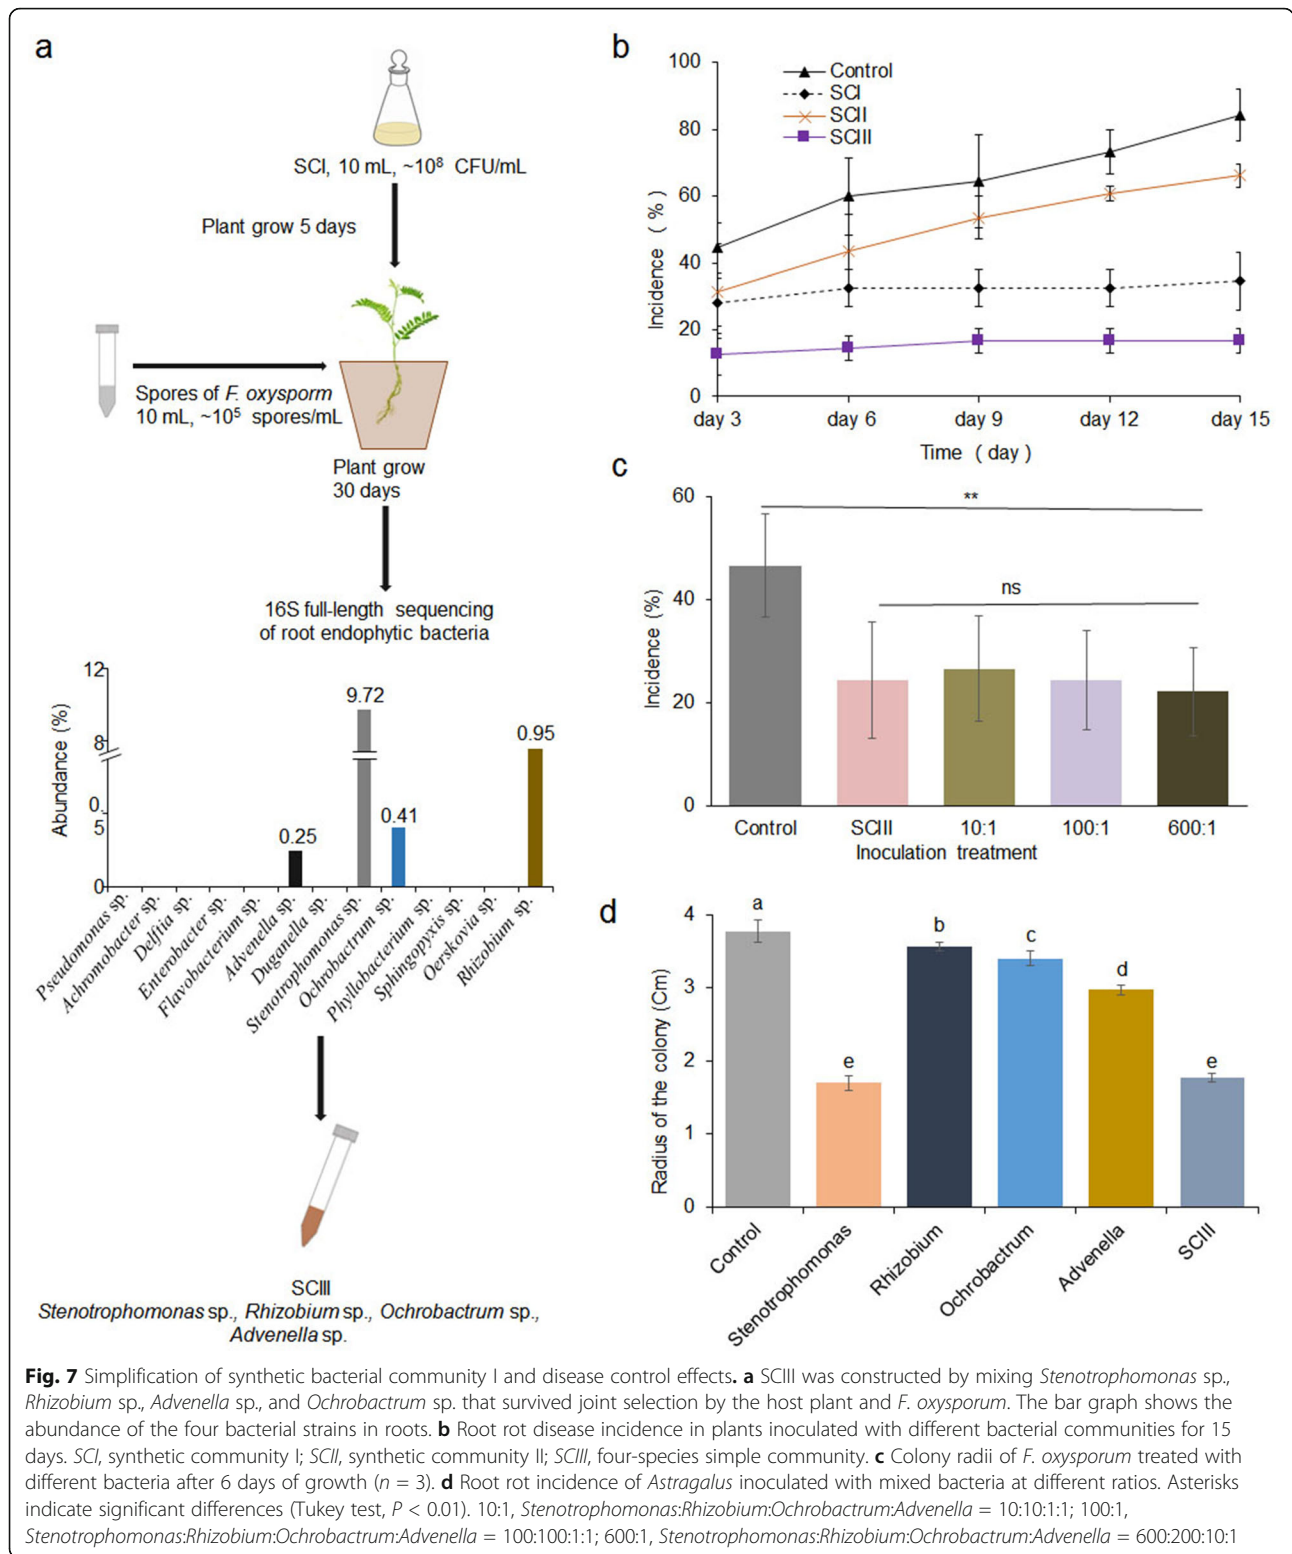 a
SCI, 10 mL, ~10⁸ CFU/mL
Plant grow 5 days
Spores of F. oxysporm
10 mL, ~10⁵ spores/mL
Plant grow
30 days
16S full-length sequencing
of root endophytic bacteria
Abundance (%)
12
8
0.
5
0
0.25
9.72
0.41
0.95
Pseudomonas sp.
Achromobacter sp.
Delftia sp.
Enterobacter sp.
Flavobacterium sp.
Advenella sp.
Duganella sp.
Stenotrophomonas sp.
Ochrobactrum sp.
Phyllobacterium sp.
Sphingopyxis sp.
Oerskovia sp.
Rhizobium sp.
SCIII
Stenotrophomonas sp., Rhizobium sp., Ochrobactrum sp.,
Advenella sp.
b
Incidence ( % )
100
80
60
40
20
0
Control
SCI
SCII
SCIII
day 3 day 6 day 9 day 12 day 15
Time ( day )
c
Incidence (%)
60
40
20
0
**
ns
Control SCIII 10:1 100:1 600:1
Inoculation treatment
d
Radius of the colony (Cm)
4
3
2
1
0
a
e
b
c
d
e
Control
Stenotrophomonas
Rhizobium
Ochrobactrum
Advenella
SCIII
Fig. 7 Simplification of synthetic bacterial community I and disease control effects. a SCIII was constructed by mixing Stenotrophomonas sp.,
Rhizobium sp., Advenella sp., and Ochrobactrum sp. that survived joint selection by the host plant and F. oxysporum. The bar graph shows the
abundance of the four bacterial strains in roots. b Root rot disease incidence in plants inoculated with different bacterial communities for 15
days. SCI, synthetic community I; SCII, synthetic community II; SCIII, four-species simple community. c Colony radii of F. oxysporum treated with
different bacteria after 6 days of growth (n = 3). d Root rot incidence of Astragalus inoculated with mixed bacteria at different ratios. Asterisks
indicate significant differences (Tukey test, P < 0.01). 10:1, Stenotrophomonas:Rhizobium:Ochrobactrum:Advenella = 10:10:1:1; 100:1,
Stenotrophomonas:Rhizobium:Ochrobactrum:Advenella = 100:100:1:1; 600:1, Stenotrophomonas:Rhizobium:Ochrobactrum:Advenella = 600:200:10:1